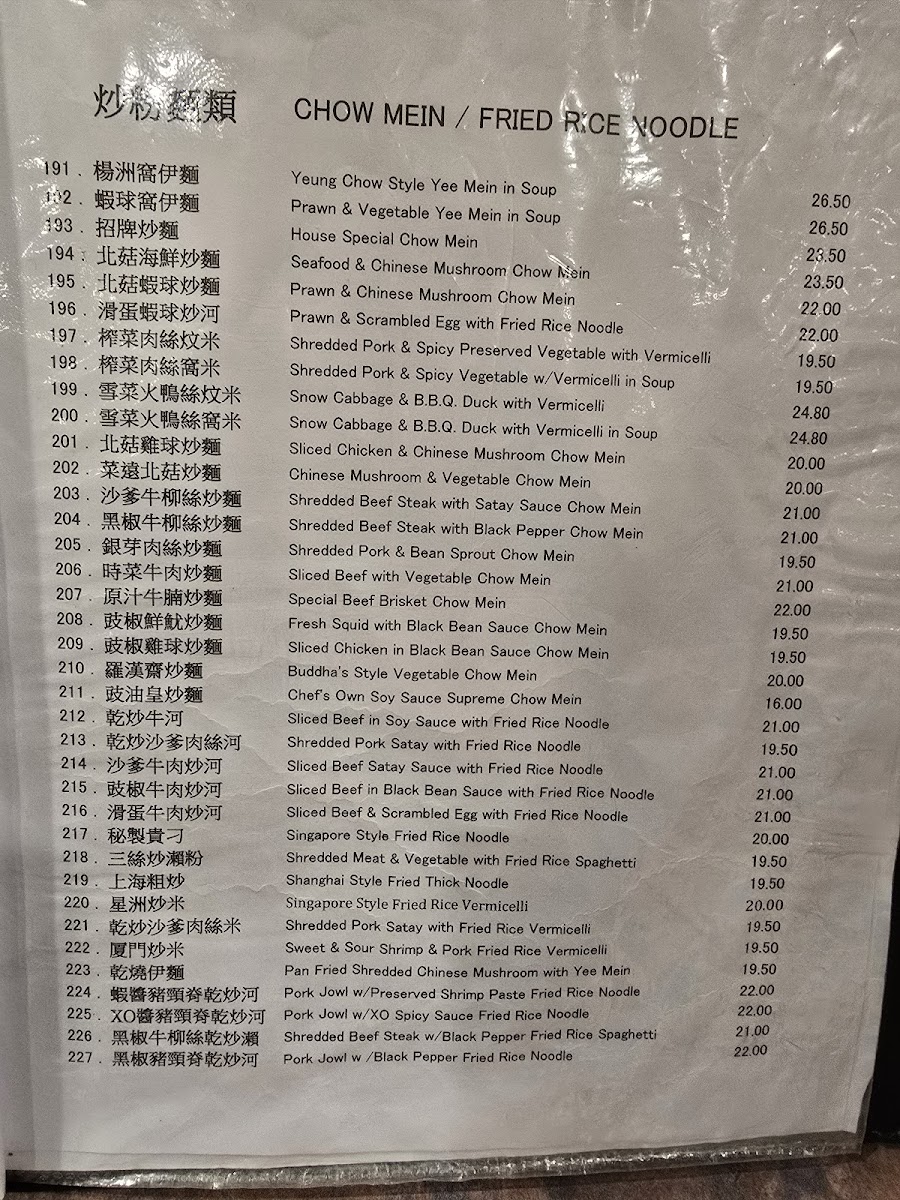 炒粉麵類 CHOW MEIN / FRIED RICE NOODLE
191 . 楊洲窩伊麵 Yeung Chow Style Yee Mein in Soup 26.50
192 . 蝦球窩伊麵 Prawn & Vegetable Yee Mein in Soup 26.50
193 . 招牌炒麵 House Special Chow Mein 23.50
194 . 北菇海鮮炒麵 Seafood & Chinese Mushroom Chow Mein 23.50
195 . 北菇蝦球炒麵 Prawn & Chinese Mushroom Chow Mein 22.00
196 . 滑蛋蝦球炒河 Prawn & Scrambled Egg with Fried Rice Noodle 22.00
197 . 榨菜肉絲炆米 Shredded Pork & Spicy Preserved Vegetable with Vermicelli 19.50
198 . 榨菜肉絲窩米 Shredded Pork & Spicy Vegetable w/Vermicelli in Soup 19.50
199 . 雪菜火鴨絲炆米 Snow Cabbage & B.B.Q. Duck with Vermicelli 24.80
200 . 雪菜火鴨絲窩米 Snow Cabbage & B.B.Q. Duck with Vermicelli in Soup 24.80
201 . 北菇雞球炒麵 Sliced Chicken & Chinese Mushroom Chow Mein 20.00
202 . 菜遠北菇炒麵 Chinese Mushroom & Vegetable Chow Mein 20.00
203 . 沙爹牛柳絲炒麵 Shredded Beef Steak with Satay Sauce Chow Mein 21.00
204 . 黑椒牛柳絲炒麵 Shredded Beef Steak with Black Pepper Chow Mein 21.00
205 . 銀芽肉絲炒麵 Shredded Pork & Bean Sprout Chow Mein 19.50
206 . 時菜牛肉炒麵 Sliced Beef with Vegetable Chow Mein 21.00
207 . 原汁牛腩炒麵 Special Beef Brisket Chow Mein 22.00
208 . 豉椒鮮魷炒麵 Fresh Squid with Black Bean Sauce Chow Mein 19.50
209 . 豉椒雞球炒麵 Sliced Chicken in Black Bean Sauce Chow Mein 19.50
210 . 羅漢齋炒麵 Buddha's Style Vegetable Chow Mein 20.00
211 . 豉油皇炒麵 Chef's Own Soy Sauce Supreme Chow Mein 16.00
212 . 乾炒牛河 Sliced Beef in Soy Sauce with Fried Rice Noodle 21.00
213 . 乾炒沙爹肉絲河 Shredded Pork Satay with Fried Rice Noodle 19.50
214 . 沙爹牛肉炒河 Sliced Beef Satay Sauce with Fried Rice Noodle 21.00
215 . 豉椒牛肉炒河 Sliced Beef in Black Bean Sauce with Fried Rice Noodle 21.00
216 . 滑蛋牛肉炒河 Sliced Beef & Scrambled Egg with Fried Rice Noodle 21.00
217 . 秘製貴刁 Singapore Style Fried Rice Noodle 20.00
218 . 三絲炒瀨粉 Shredded Meat & Vegetable with Fried Rice Spaghetti 19.50
219 . 上海粗炒 Shanghai Style Fried Thick Noodle 19.50
220 . 星洲炒米 Singapore Style Fried Rice Vermicelli 20.00
221 . 乾炒沙爹肉絲米 Shredded Pork Satay with Fried Rice Vermicelli 19.50
222 . 厦門炒米 Sweet & Sour Shrimp & Pork Fried Rice Vermicelli 19.50
223 . 乾燒伊麵 Pan Fried Shredded Chinese Mushroom with Yee Mein 19.50
224 . 蝦醬豬頸脊乾炒河 Pork Jowl w/Preserved Shrimp Paste Fried Rice Noodle 22.00
225 . XO醬豬頸脊乾炒河 Pork Jowl w/XO Spicy Sauce Fried Rice Noodle 22.00
226 . 黑椒牛柳絲乾炒瀨 Shredded Beef Steak w/Black Pepper Fried Rice Spaghetti 21.00
227 . 黑椒豬頸脊乾炒河 Pork Jowl w /Black Pepper Fried Rice Noodle 22.00